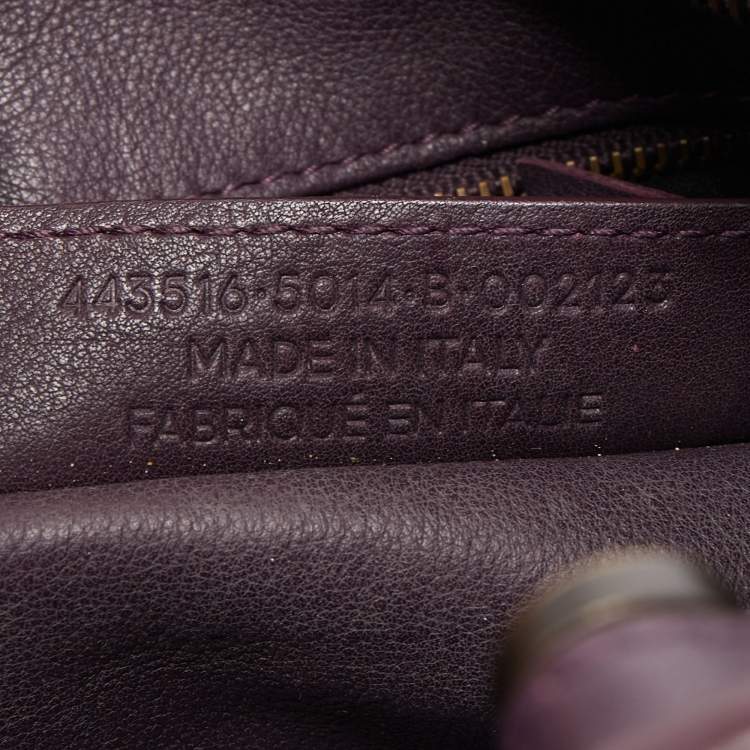 443516·5014·B·002123
MADE IN ITALY
FABRIQUÉ EN ITALIE